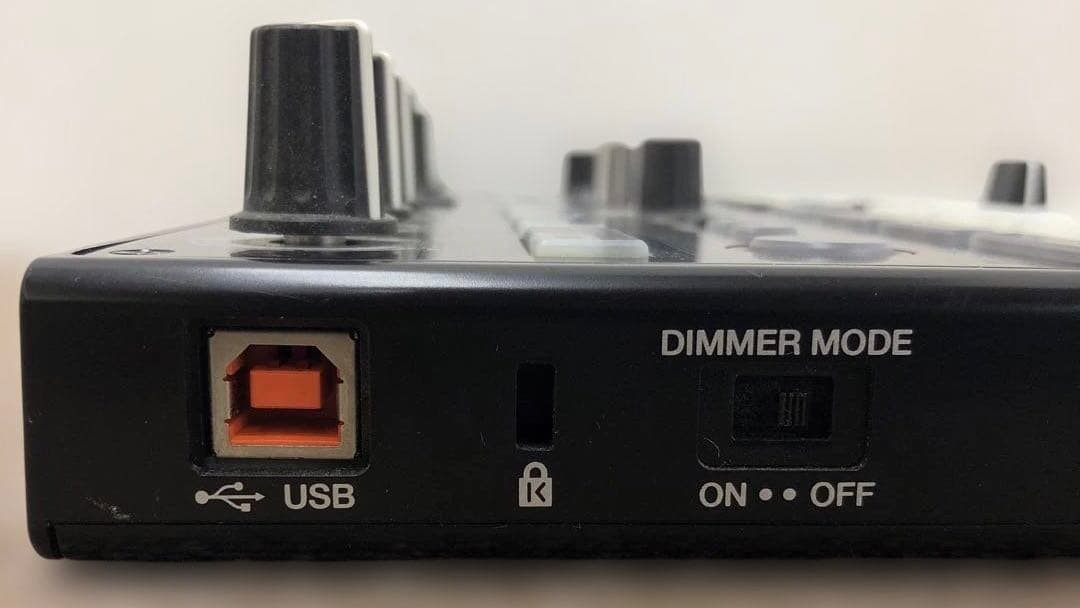 DIMMER MODE
USB
K
ON •• OFF